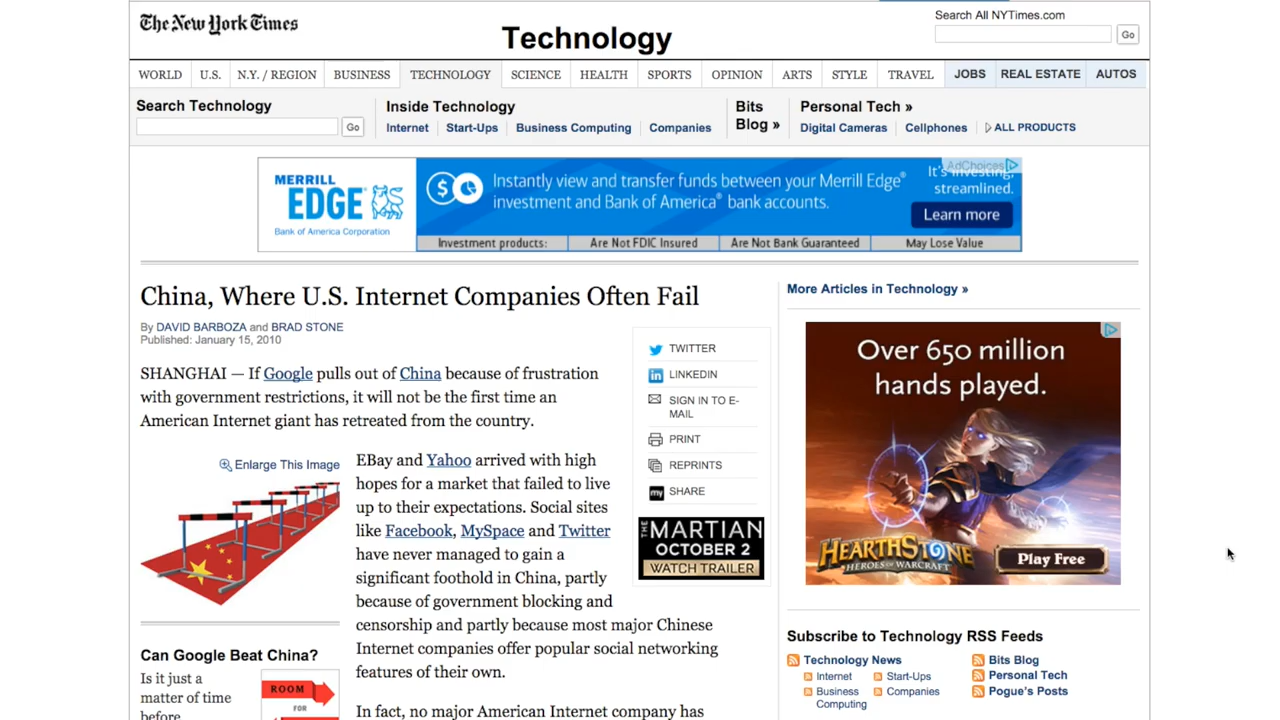 The New York Times
Technology
Search All NYTimes.com
Go
WORLD U.S. N.Y. / REGION BUSINESS TECHNOLOGY SCIENCE HEALTH SPORTS OPINION ARTS STYLE TRAVEL JOBS REAL ESTATE AUTOS
Search Technology
Go
Inside Technology
Internet Start-Ups Business Computing Companies
Bits
Blog »
Personal Tech »
Digital Cameras Cellphones ALL PRODUCTS
MERRILL
EDGE®
Bank of America Corporation
Instantly view and transfer funds between your Merrill Edge®
investment and Bank of America® bank accounts.
AdChoices
It's investing,
streamlined.
Learn more
Investment products: Are Not FDIC Insured Are Not Bank Guaranteed May Lose Value
China, Where U.S. Internet Companies Often Fail
By DAVID BARBOZA and BRAD STONE
Published: January 15, 2010
SHANGHAI — If Google pulls out of China because of frustration
with government restrictions, it will not be the first time an
American Internet giant has retreated from the country.
Enlarge This Image
EBay and Yahoo arrived with high
hopes for a market that failed to live
up to their expectations. Social sites
like Facebook, MySpace and Twitter
have never managed to gain a
significant foothold in China, partly
because of government blocking and
censorship and partly because most major Chinese
Internet companies offer popular social networking
features of their own.
In fact, no major American Internet company has
Can Google Beat China?
Is it just a
matter of time
before
ROOM
FOR
TWITTER
LINKEDIN
SIGN IN TO E-
MAIL
PRINT
REPRINTS
my
SHARE
THE
MARTIAN
OCTOBER 2
WATCH TRAILER
More Articles in Technology »
Over 650 million
hands played.
HEARTHSTONE
HEROES OF WARCRAFT
Play Free
Subscribe to Technology RSS Feeds
Technology News
Internet Start-Ups
Business
Computing
Companies
Bits Blog
Personal Tech
Pogue's Posts